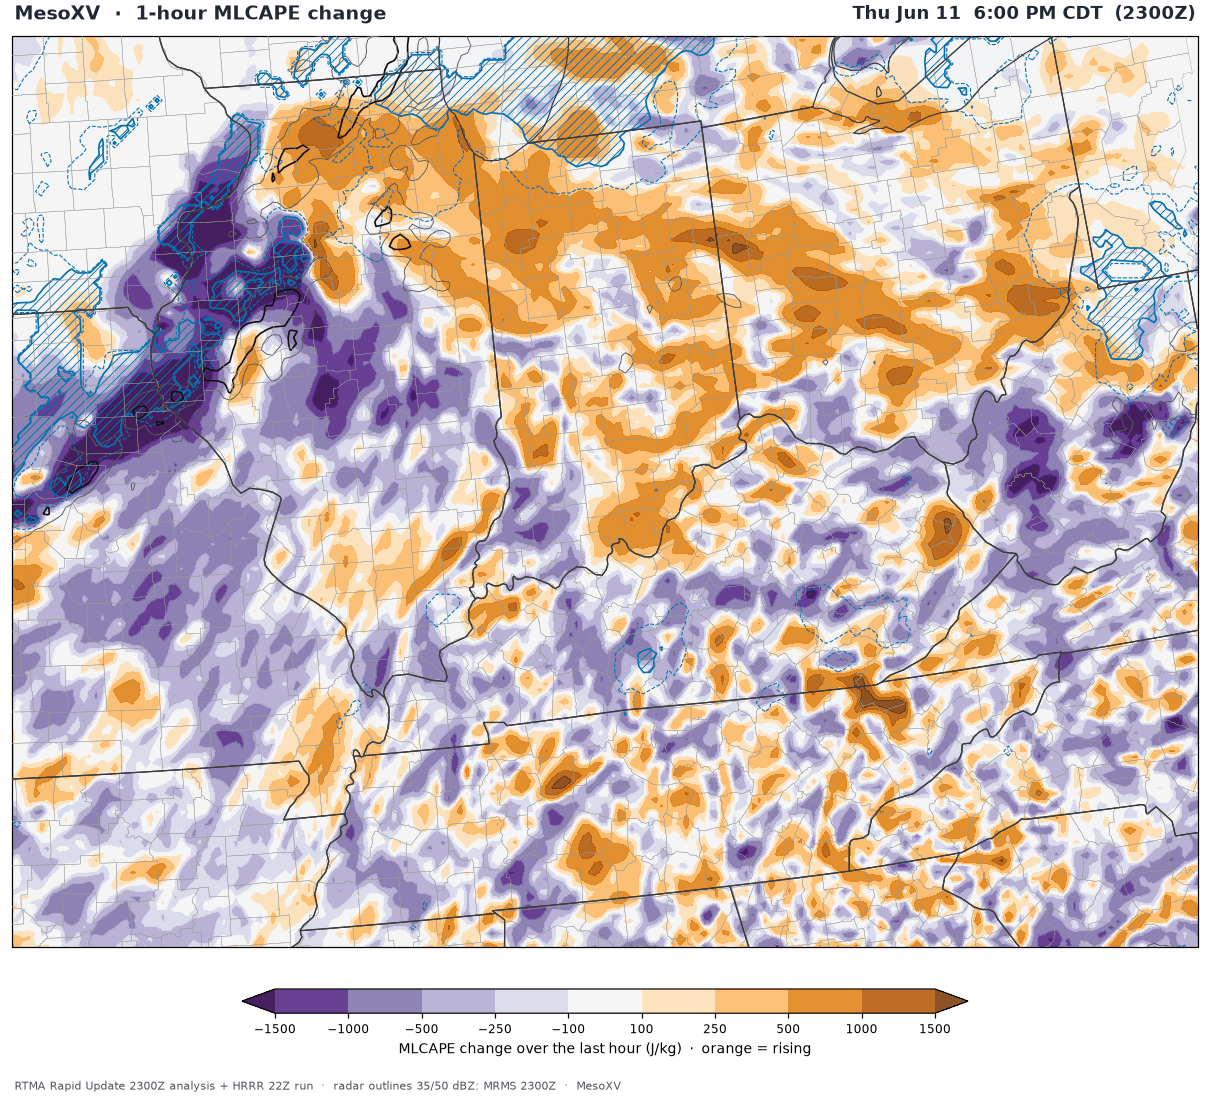 MesoXV · 1-hour MLCAPE change
Thu Jun 11 6:00 PM CDT (2300Z)
−1500 −1000 −500 −250 −100 100 250 500 1000 1500
MLCAPE change over the last hour (J/kg) · orange = rising
RTMA Rapid Update 2300Z analysis + HRRR 22Z run · radar outlines 35/50 dBZ: MRMS 2300Z · MesoXV